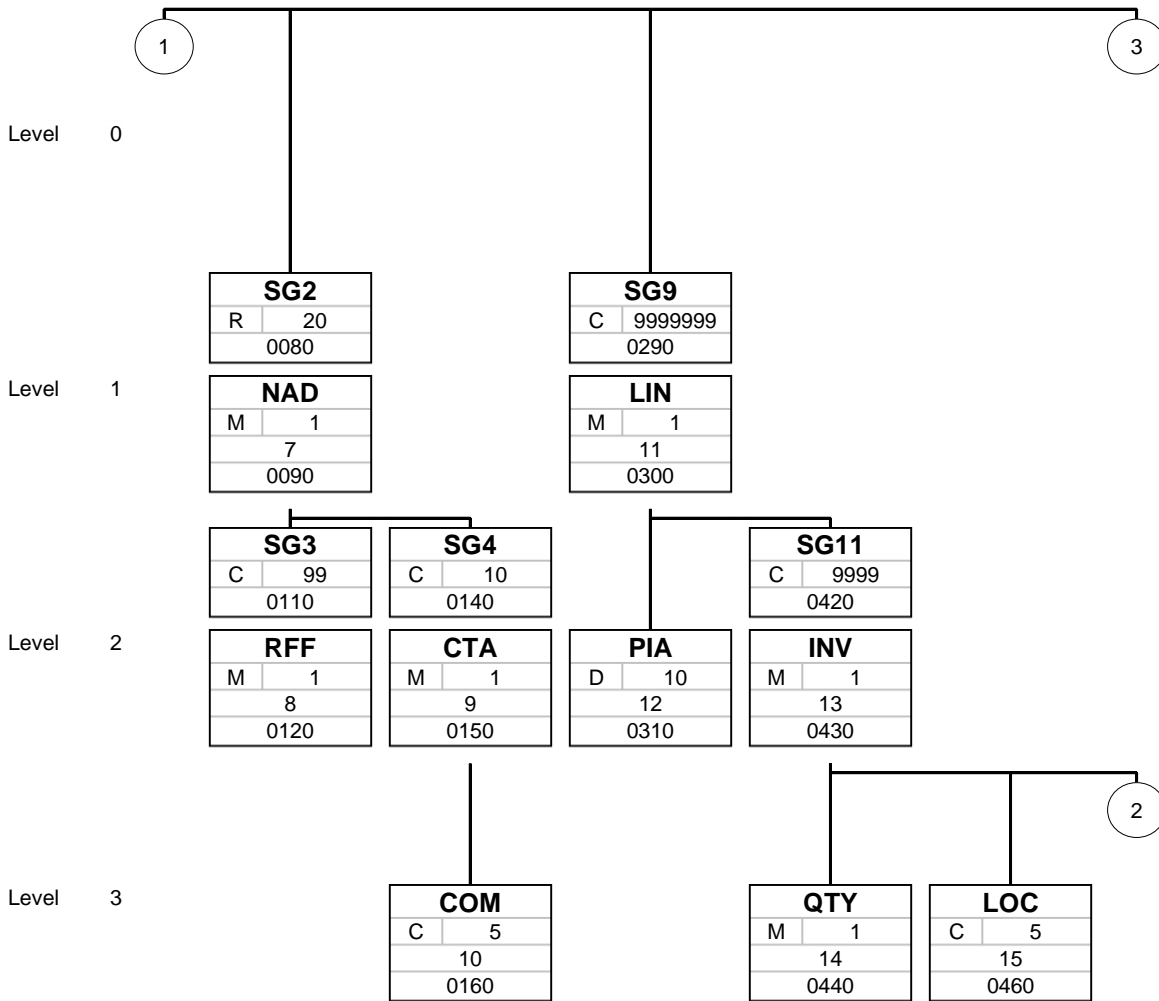 1 3
Level 0
SG2 SG9
R 20 C 9999999
0080 0290
Level 1
NAD LIN
M 1 M 1
7 11
0090 0300
SG3 SG4 SG11
C 99 C 10 C 9999
0110 0140 0420
Level 2
RFF CTA PIA INV
M 1 M 1 D 10 M 1
8 9 12 13
0120 0150 0310 0430
2
Level 3
COM QTY LOC
C 5 M 1 C 5
10 14 15
0160 0440 0460